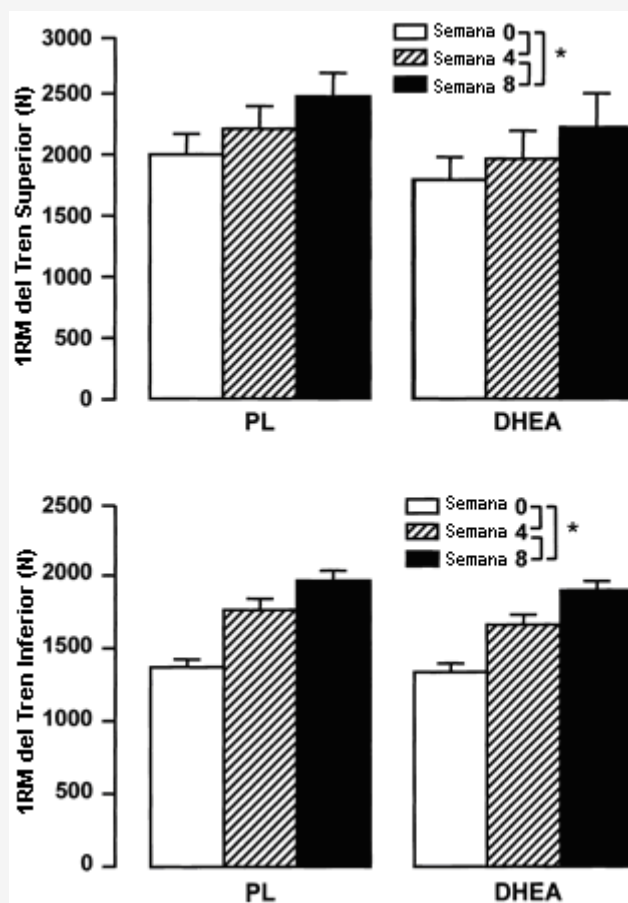 1RM del Tren Superior (N)
3000
2500
2000
1500
1000
500
0
Semana 0
Semana 4
Semana 8
*
PL
DHEA
1RM del Tren Inferior (N)
2500
2000
1500
1000
500
0
Semana 0
Semana 4
Semana 8
*
PL
DHEA